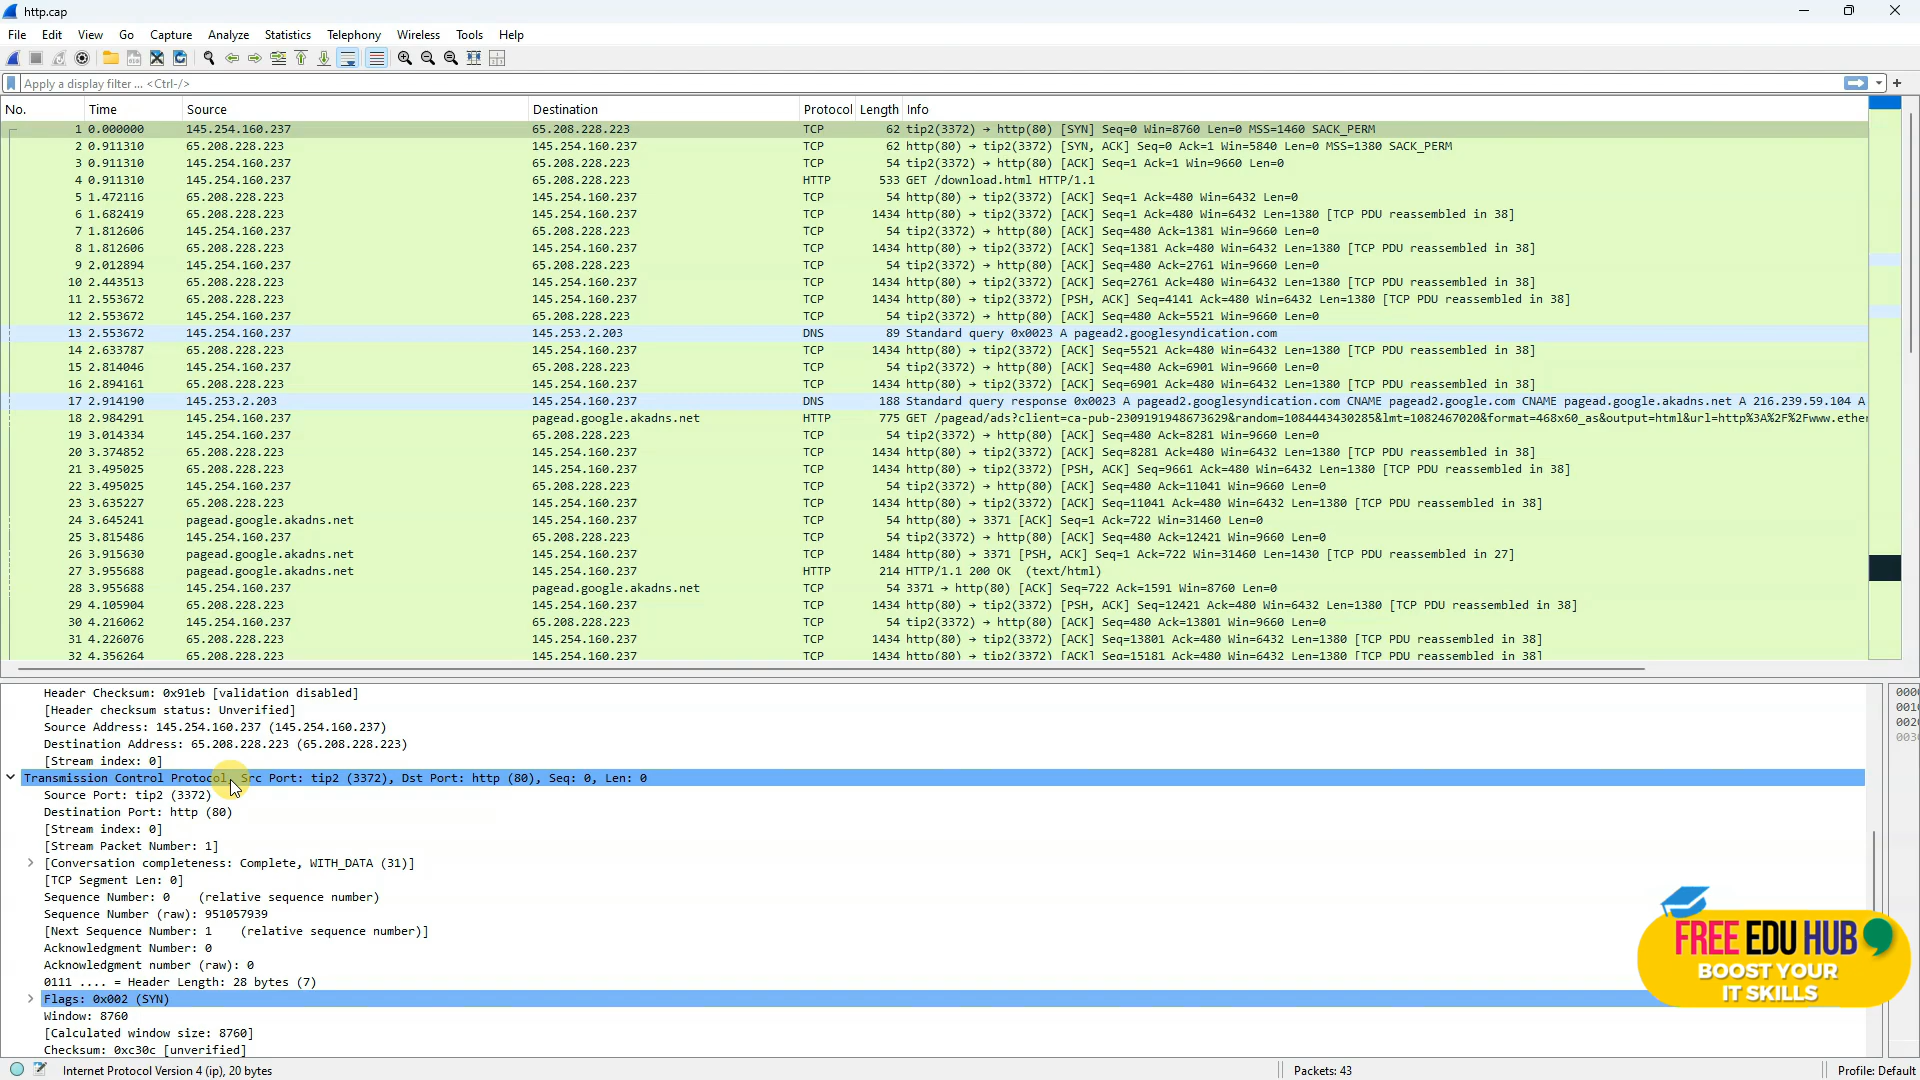 http.cap
File Edit View Go Capture Analyze Statistics Telephony Wireless Tools Help
Apply a display filter ... <Ctrl-/>
No. Time Source Destination Protocol Length Info
1 0.000000 145.254.160.237 65.208.228.223 TCP 62 tip2(3372) → http(80) [SYN] Seq=0 Win=8760 Len=0 MSS=1460 SACK_PERM
2 0.911310 65.208.228.223 145.254.160.237 TCP 62 http(80) → tip2(3372) [SYN, ACK] Seq=0 Ack=1 Win=5840 Len=0 MSS=1380 SACK_PERM
3 0.911310 145.254.160.237 65.208.228.223 TCP 54 tip2(3372) → http(80) [ACK] Seq=1 Ack=1 Win=9660 Len=0
4 0.911310 145.254.160.237 65.208.228.223 HTTP 533 GET /download.html HTTP/1.1
5 1.472116 65.208.228.223 145.254.160.237 TCP 54 http(80) → tip2(3372) [ACK] Seq=1 Ack=480 Win=6432 Len=0
6 1.682419 65.208.228.223 145.254.160.237 TCP 1434 http(80) → tip2(3372) [ACK] Seq=1 Ack=480 Win=6432 Len=1380 [TCP PDU reassembled in 38]
7 1.812606 145.254.160.237 65.208.228.223 TCP 54 tip2(3372) → http(80) [ACK] Seq=480 Ack=1381 Win=9660 Len=0
8 1.812606 65.208.228.223 145.254.160.237 TCP 1434 http(80) → tip2(3372) [ACK] Seq=1381 Ack=480 Win=6432 Len=1380 [TCP PDU reassembled in 38]
9 2.012894 145.254.160.237 65.208.228.223 TCP 54 tip2(3372) → http(80) [ACK] Seq=480 Ack=2761 Win=9660 Len=0
10 2.443513 65.208.228.223 145.254.160.237 TCP 1434 http(80) → tip2(3372) [ACK] Seq=2761 Ack=480 Win=6432 Len=1380 [TCP PDU reassembled in 38]
11 2.553672 65.208.228.223 145.254.160.237 TCP 1434 http(80) → tip2(3372) [PSH, ACK] Seq=4141 Ack=480 Win=6432 Len=1380 [TCP PDU reassembled in 38]
12 2.553672 145.254.160.237 65.208.228.223 TCP 54 tip2(3372) → http(80) [ACK] Seq=480 Ack=5521 Win=9660 Len=0
13 2.553672 145.254.160.237 145.253.2.203 DNS 89 Standard query 0x0023 A pagead2.googlesyndication.com
14 2.633787 65.208.228.223 145.254.160.237 TCP 1434 http(80) → tip2(3372) [ACK] Seq=5521 Ack=480 Win=6432 Len=1380 [TCP PDU reassembled in 38]
15 2.814046 145.254.160.237 65.208.228.223 TCP 54 tip2(3372) → http(80) [ACK] Seq=480 Ack=6901 Win=9660 Len=0
16 2.894161 65.208.228.223 145.254.160.237 TCP 1434 http(80) → tip2(3372) [ACK] Seq=6901 Ack=480 Win=6432 Len=1380 [TCP PDU reassembled in 38]
17 2.914190 145.253.2.203 145.254.160.237 DNS 188 Standard query response 0x0023 A pagead2.googlesyndication.com CNAME pagead2.google.com CNAME pagead.google.akadns.net A 216.239.59.104 A
18 2.984291 145.254.160.237 pagead.google.akadns.net HTTP 775 GET /pagead/ads?client=ca-pub-2309191948673629&random=1084443430285&lmt=1082467020&format=468x60_as&output=html&url=http%3A%2F%2Fwww.ether
19 3.014334 145.254.160.237 65.208.228.223 TCP 54 tip2(3372) → http(80) [ACK] Seq=480 Ack=8281 Win=9660 Len=0
20 3.374852 65.208.228.223 145.254.160.237 TCP 1434 http(80) → tip2(3372) [ACK] Seq=8281 Ack=480 Win=6432 Len=1380 [TCP PDU reassembled in 38]
21 3.495025 65.208.228.223 145.254.160.237 TCP 1434 http(80) → tip2(3372) [PSH, ACK] Seq=9661 Ack=480 Win=6432 Len=1380 [TCP PDU reassembled in 38]
22 3.495025 145.254.160.237 65.208.228.223 TCP 54 tip2(3372) → http(80) [ACK] Seq=480 Ack=11041 Win=9660 Len=0
23 3.635227 65.208.228.223 145.254.160.237 TCP 1434 http(80) → tip2(3372) [ACK] Seq=11041 Ack=480 Win=6432 Len=1380 [TCP PDU reassembled in 38]
24 3.645241 pagead.google.akadns.net 145.254.160.237 TCP 54 http(80) → 3371 [ACK] Seq=1 Ack=722 Win=31460 Len=0
25 3.815486 145.254.160.237 65.208.228.223 TCP 54 tip2(3372) → http(80) [ACK] Seq=480 Ack=12421 Win=9660 Len=0
26 3.915630 pagead.google.akadns.net 145.254.160.237 TCP 1484 http(80) → 3371 [PSH, ACK] Seq=1 Ack=722 Win=31460 Len=1430 [TCP PDU reassembled in 27]
27 3.955688 pagead.google.akadns.net 145.254.160.237 HTTP 214 HTTP/1.1 200 OK (text/html)
28 3.955688 145.254.160.237 pagead.google.akadns.net TCP 54 3371 → http(80) [ACK] Seq=722 Ack=1591 Win=8760 Len=0
29 4.105904 65.208.228.223 145.254.160.237 TCP 1434 http(80) → tip2(3372) [PSH, ACK] Seq=12421 Ack=480 Win=6432 Len=1380 [TCP PDU reassembled in 38]
30 4.216062 145.254.160.237 65.208.228.223 TCP 54 tip2(3372) → http(80) [ACK] Seq=480 Ack=13801 Win=9660 Len=0
31 4.226076 65.208.228.223 145.254.160.237 TCP 1434 http(80) → tip2(3372) [ACK] Seq=13801 Ack=480 Win=6432 Len=1380 [TCP PDU reassembled in 38]
32 4.356264 65.208.228.223 145.254.160.237 TCP 1434 http(80) → tip2(3372) [ACK] Seq=15181 Ack=480 Win=6432 Len=1380 [TCP PDU reassembled in 38]
Header Checksum: 0x91eb [validation disabled]
[Header checksum status: Unverified]
Source Address: 145.254.160.237 (145.254.160.237)
Destination Address: 65.208.228.223 (65.208.228.223)
[Stream index: 0]
Transmission Control Protocol, Src Port: tip2 (3372), Dst Port: http (80), Seq: 0, Len: 0
Source Port: tip2 (3372)
Destination Port: http (80)
[Stream index: 0]
[Stream Packet Number: 1]
[Conversation completeness: Complete, WITH_DATA (31)]
[TCP Segment Len: 0]
Sequence Number: 0 (relative sequence number)
Sequence Number (raw): 951057939
[Next Sequence Number: 1 (relative sequence number)]
Acknowledgment Number: 0
Acknowledgment number (raw): 0
0111 .... = Header Length: 28 bytes (7)
Flags: 0x002 (SYN)
Window: 8760
[Calculated window size: 8760]
Checksum: 0xc30c [unverified]
0000
0010
0020
0030
FREE EDU HUB
BOOST YOUR
IT SKILLS
Internet Protocol Version 4 (ip), 20 bytes
Packets: 43
Profile: Default